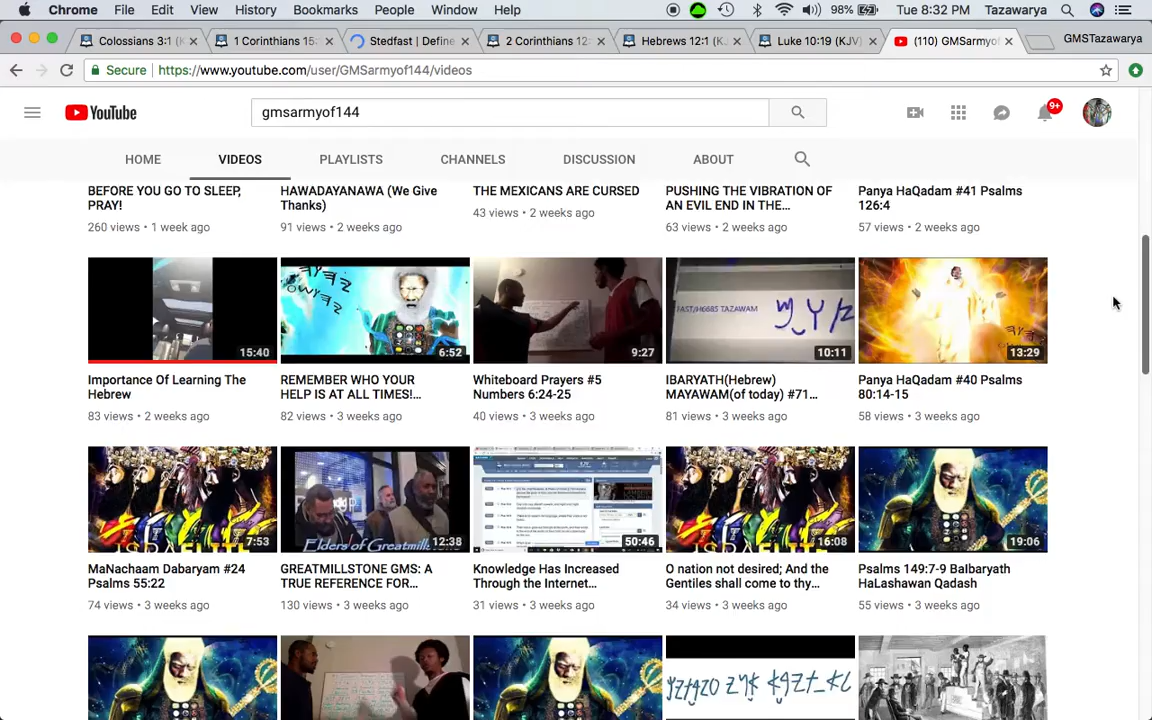 Chrome File Edit View History Bookmarks People Window Help 98% Tue 8:32 PM Tazawarya
Colossians 3:1 (K 1 Corinthians 15: Stedfast | Define 2 Corinthians 12: Hebrews 12:1 (KJ Luke 10:19 (KJV) (110) GMSarmyof GMSTazawarya
Secure https://www.youtube.com/user/GMSarmyof144/videos
YouTube gmsarmyof144 9+
HOME VIDEOS PLAYLISTS CHANNELS DISCUSSION ABOUT
BEFORE YOU GO TO SLEEP, HAWADAYANAWA (We Give THE MEXICANS ARE CURSED PUSHING THE VIBRATION OF Panya HaQadam #41 Psalms
PRAY! Thanks) 43 views • 2 weeks ago AN EVIL END IN THE... 126:4
260 views • 1 week ago 91 views • 2 weeks ago 63 views • 2 weeks ago 57 views • 2 weeks ago
FAST/H6685 TAZAWAM
15:40 6:52 9:27 10:11 13:29
Importance Of Learning The REMEMBER WHO YOUR Whiteboard Prayers #5 IBARYATH(Hebrew) Panya HaQadam #40 Psalms
Hebrew HELP IS AT ALL TIMES!... Numbers 6:24-25 MAYAWAM(of today) #71... 80:14-15
83 views • 2 weeks ago 82 views • 3 weeks ago 40 views • 3 weeks ago 81 views • 3 weeks ago 58 views • 3 weeks ago
7:53 12:38 50:46 16:08 19:06
ISRAELITE Elders of Greatmill ISRAELITE
MaNachaam Dabaryam #24 GREATMILLSTONE GMS: A Knowledge Has Increased O nation not desired; And the Psalms 149:7-9 Balbaryath
Psalms 55:22 TRUE REFERENCE FOR... Through the Internet... Gentiles shall come to thy... HaLashawan Qadash
74 views • 3 weeks ago 130 views • 3 weeks ago 31 views • 3 weeks ago 34 views • 3 weeks ago 55 views • 3 weeks ago